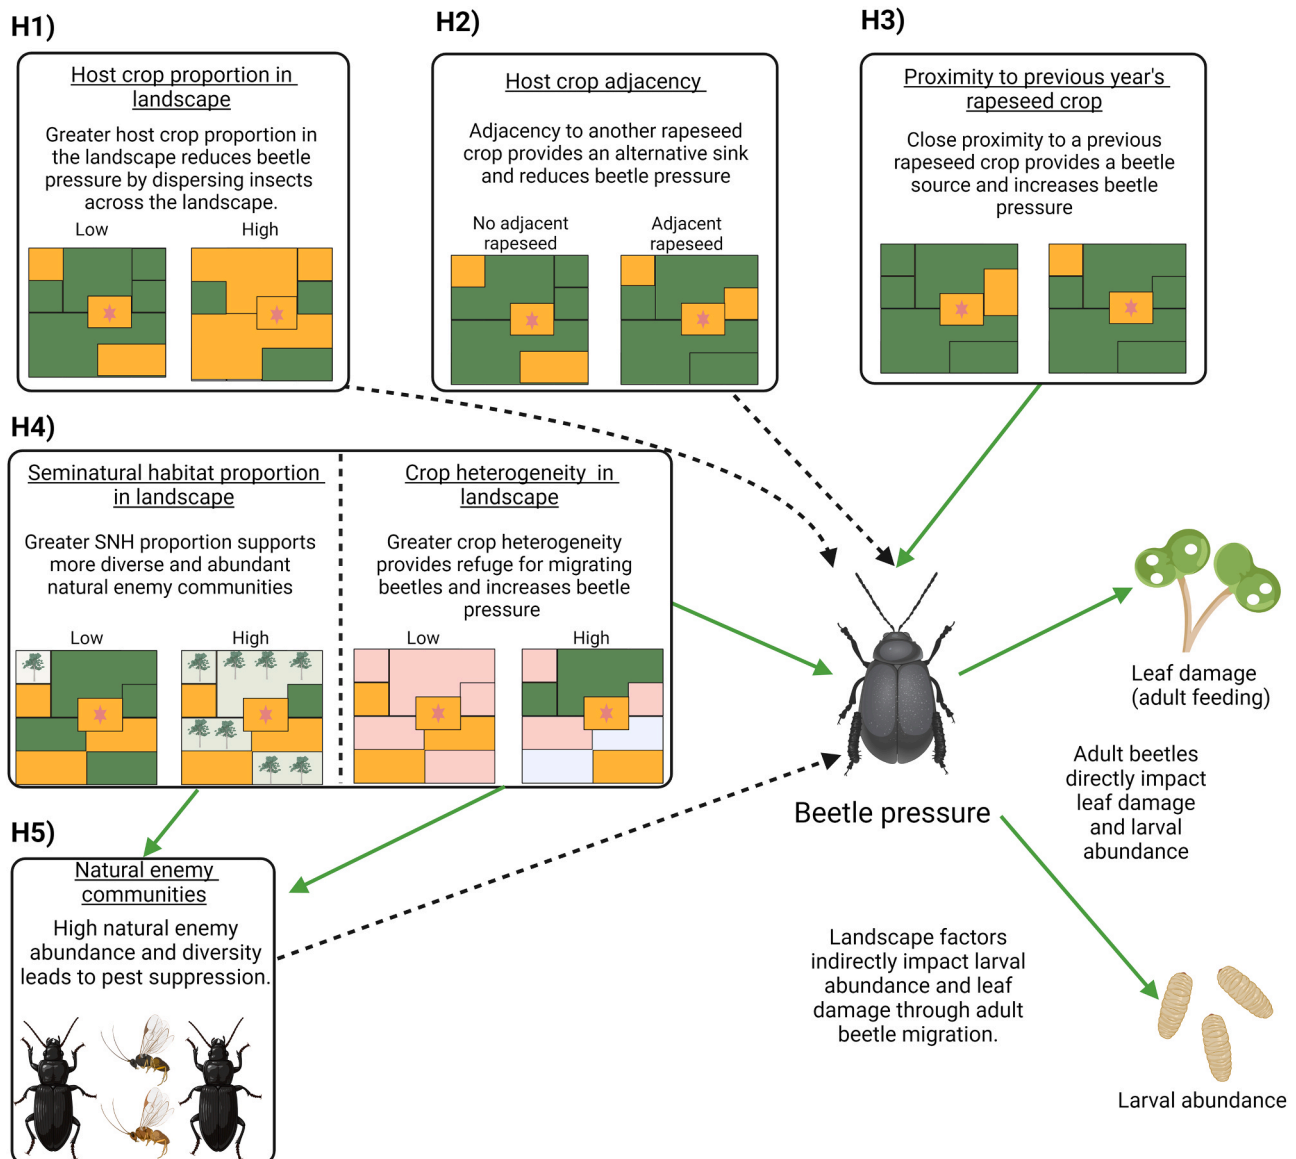 H1)
Host crop proportion in
landscape
Greater host crop proportion in
the landscape reduces beetle
pressure by dispersing insects
across the landscape.
Low
High
H2)
Host crop adjacency
Adjacency to another rapeseed
crop provides an alternative sink
and reduces beetle pressure
No adjacent
rapeseed
Adjacent
rapeseed
H3)
Proximity to previous year's
rapeseed crop
Close proximity to a previous
rapeseed crop provides a beetle
source and increases beetle
pressure
H4)
Seminatural habitat proportion
in landscape
Greater SNH proportion supports
more diverse and abundant
natural enemy communities
Low
High
Crop heterogeneity in
landscape
Greater crop heterogeneity
provides refuge for migrating
beetles and increases beetle
pressure
Low
High
H5)
Natural enemy
communities
High natural enemy
abundance and diversity
leads to pest suppression.
Beetle pressure
Leaf damage
(adult feeding)
Adult beetles
directly impact
leaf damage
and larval
abundance
Landscape factors
indirectly impact larval
abundance and leaf
damage through adult
beetle migration.
Larval abundance